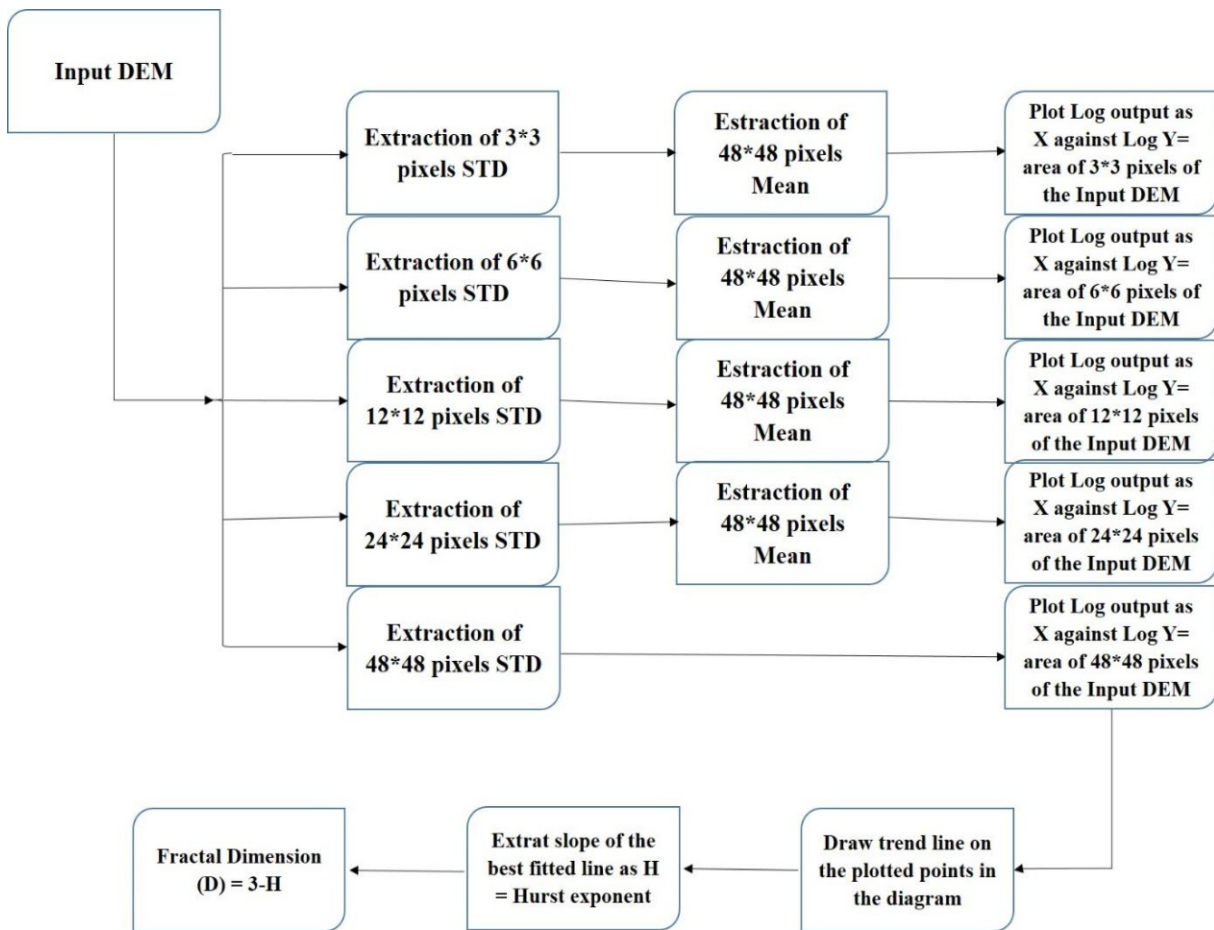 Input DEM
Extraction of 3*3
pixels STD
Estraction of
48*48 pixels
Mean
Plot Log output as
X against Log Y=
area of 3*3 pixels of
the Input DEM
Extraction of 6*6
pixels STD
Estraction of
48*48 pixels
Mean
Plot Log output as
X against Log Y=
area of 6*6 pixels of
the Input DEM
Extraction of
12*12 pixels STD
Estraction of
48*48 pixels
Mean
Plot Log output as
X against Log Y=
area of 12*12 pixels
of the Input DEM
Extraction of
24*24 pixels STD
Estraction of
48*48 pixels
Mean
Plot Log output as
X against Log Y=
area of 24*24 pixels
of the Input DEM
Extraction of
48*48 pixels STD
Plot Log output as
X against Log Y=
area of 48*48 pixels
of the Input DEM
Draw trend line on
the plotted points in
the diagram
Extrat slope of the
best fitted line as H
= Hurst exponent
Fractal Dimension
(D) = 3-H